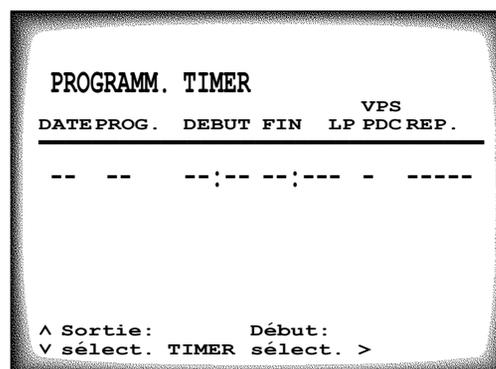 PROGRAMM. TIMER
VPS
DATE PROG. DEBUT FIN LP PDC REP.
-- -- --:-- --:--- - -----
^ Sortie: Début:
v sélect. TIMER sélect. >